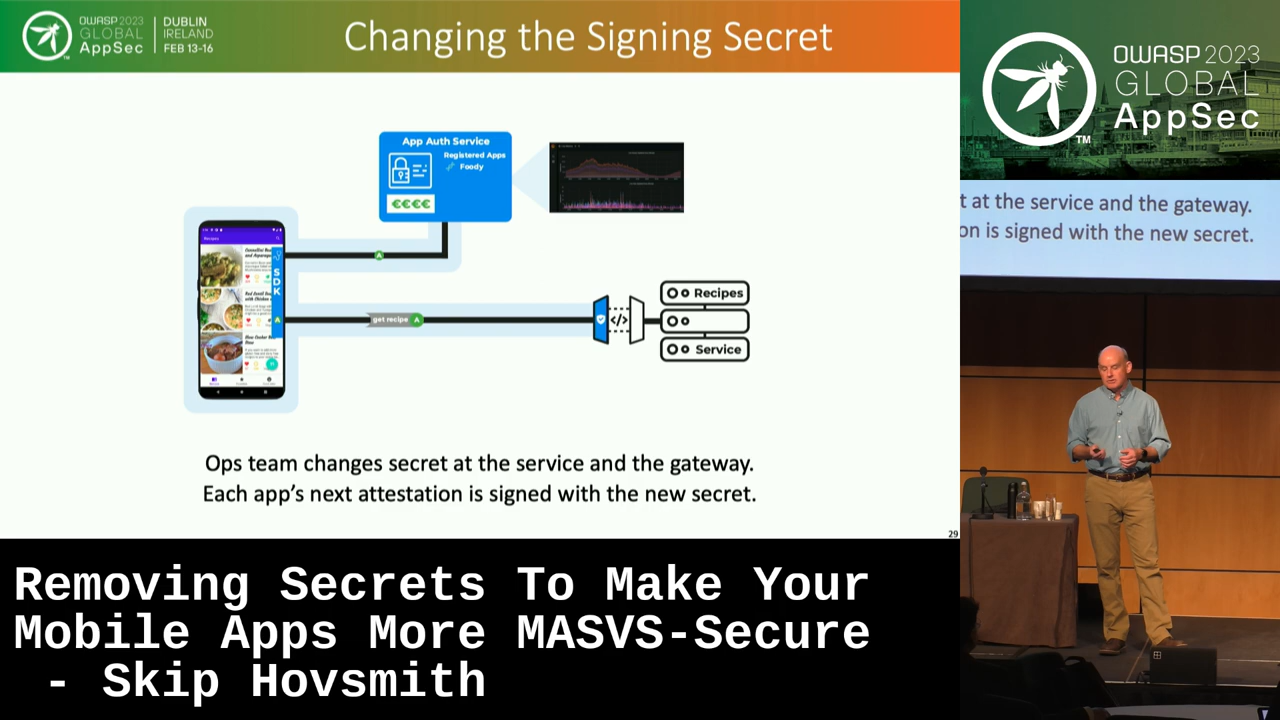 OWASP 2023
GLOBAL
AppSec
TM
DUBLIN
IRELAND
FEB 13-16
Changing the Signing Secret
App Auth Service
Registered Apps
Foody
€€€€
Recipes
SDK
A
A
get recipe A
</>
Recipes
Service
Ops team changes secret at the service and the gateway.
Each app's next attestation is signed with the new secret.
29
OWASP 2023
GLOBAL
AppSec
TM
t at the service and the gateway.
on is signed with the new secret.
Removing Secrets To Make Your
Mobile Apps More MASVS-Secure
- Skip Hovsmith